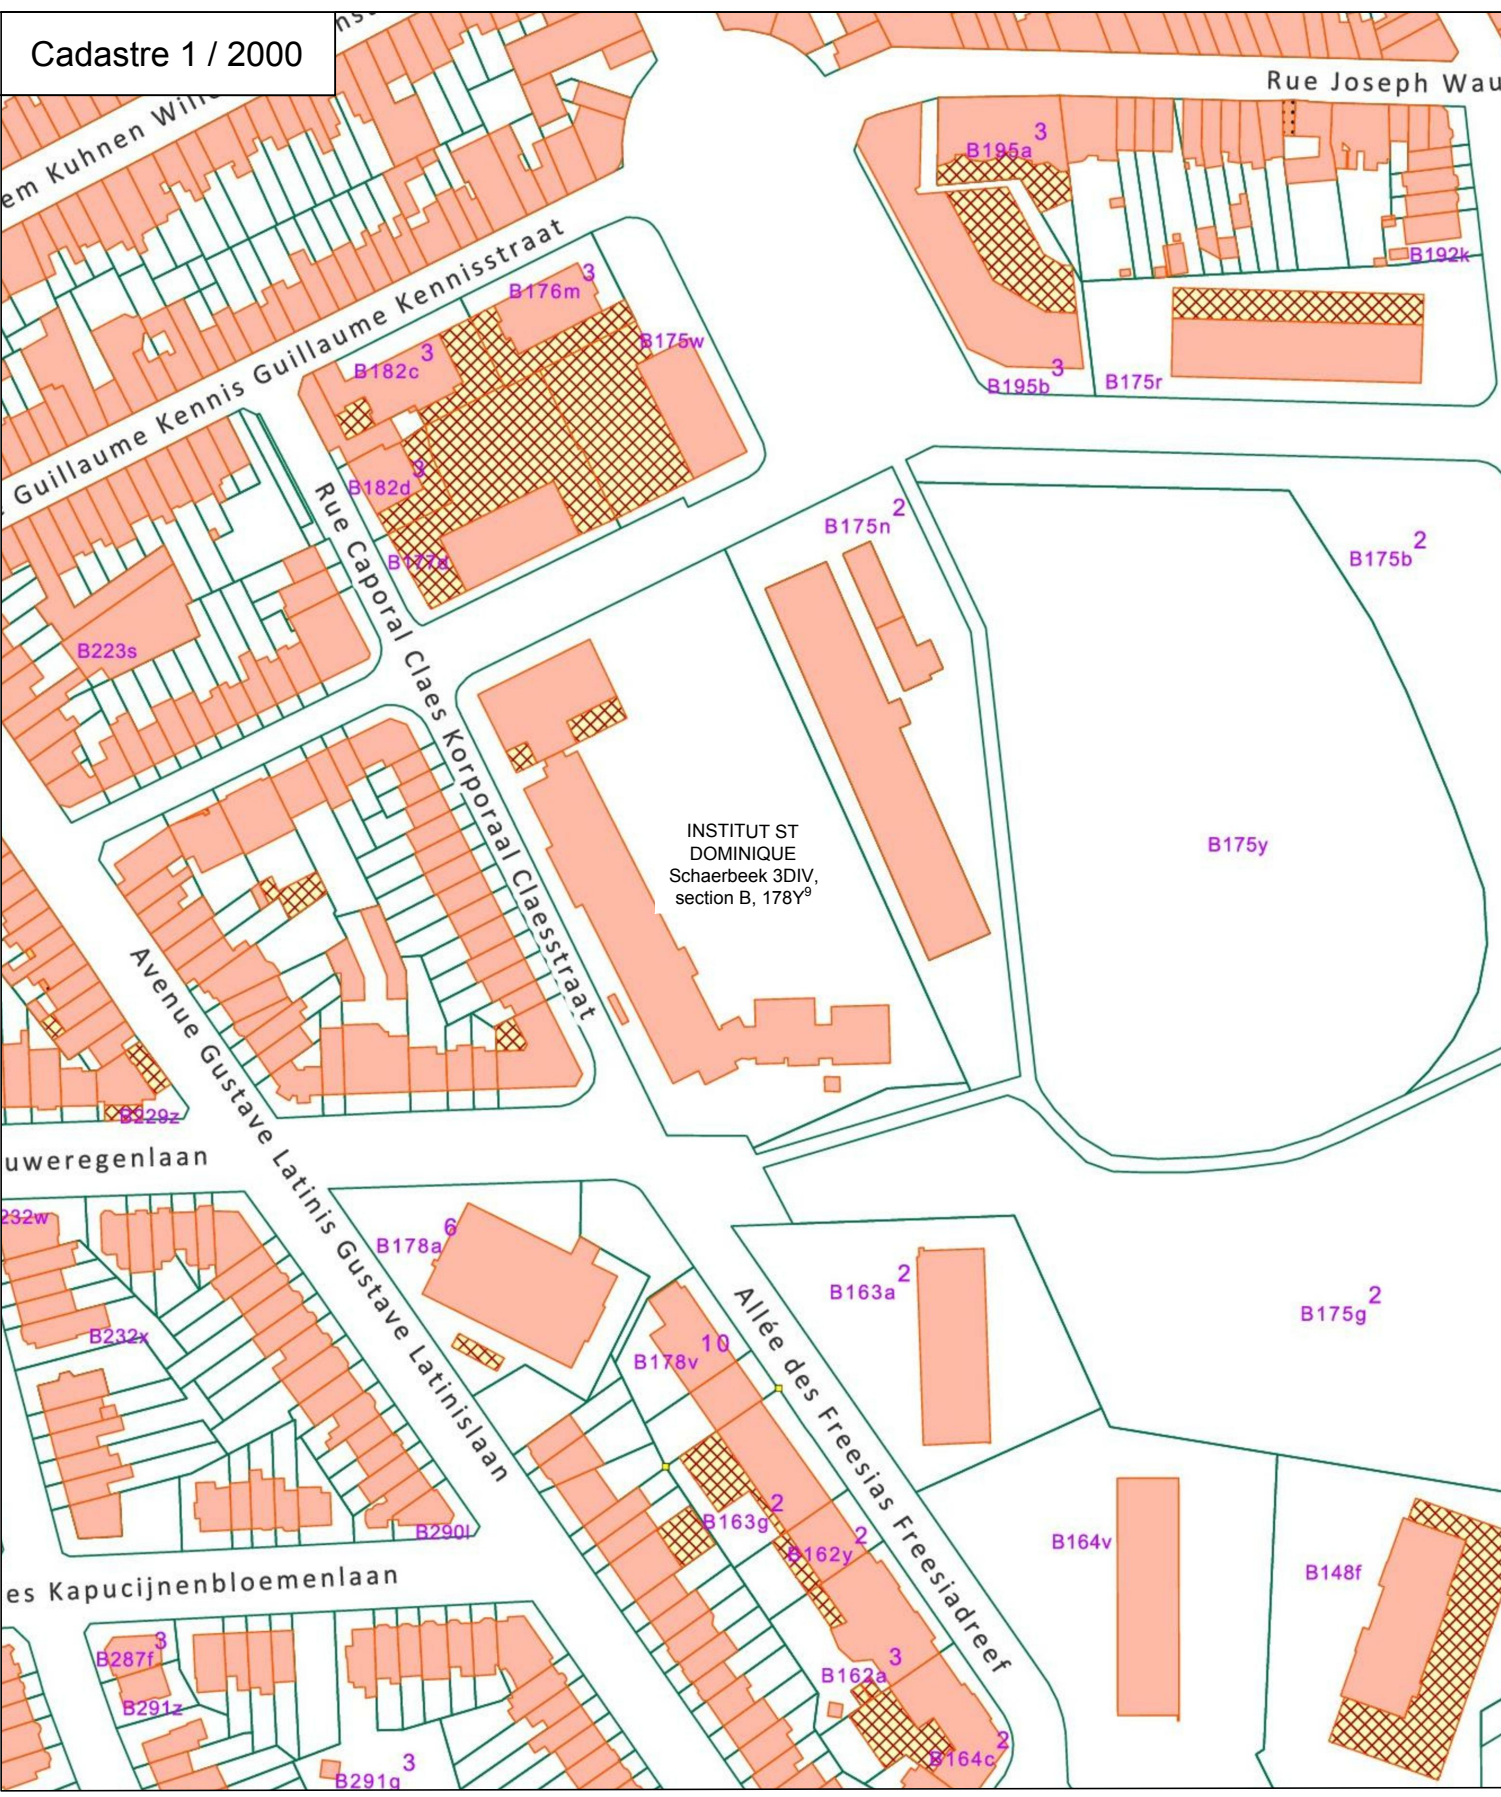 Cadastre 1 / 2000
Rue Joseph Wau
em Kuhnen
3
B195a
B192k
3
B176m
B175w
3
B182c
3
B195b
B175r
Guillaume Kennis Guillaume Kennisstraat
3
B182d
B177d
2
B175n
2
B175b
B223s
Rue Caporal Claes Korporaal Claesstraat
INSTITUT ST
DOMINIQUE
Schaerbeek 3DIV,
section B, 178Y9
B175y
Avenue Gustave Latinis Gustave Latinislaan
B229z
uweregenlaan
232w
6
B178a
2
B163a
2
B175g
B232x
10
B178v
Allée des Freesias Freesiadreef
B290l
2
B163g
2
B162y
B164v
B148f
es Kapucijnenbloemenlaan
3
B287f
B291z
3
B162a
2
B164c
3
B291g